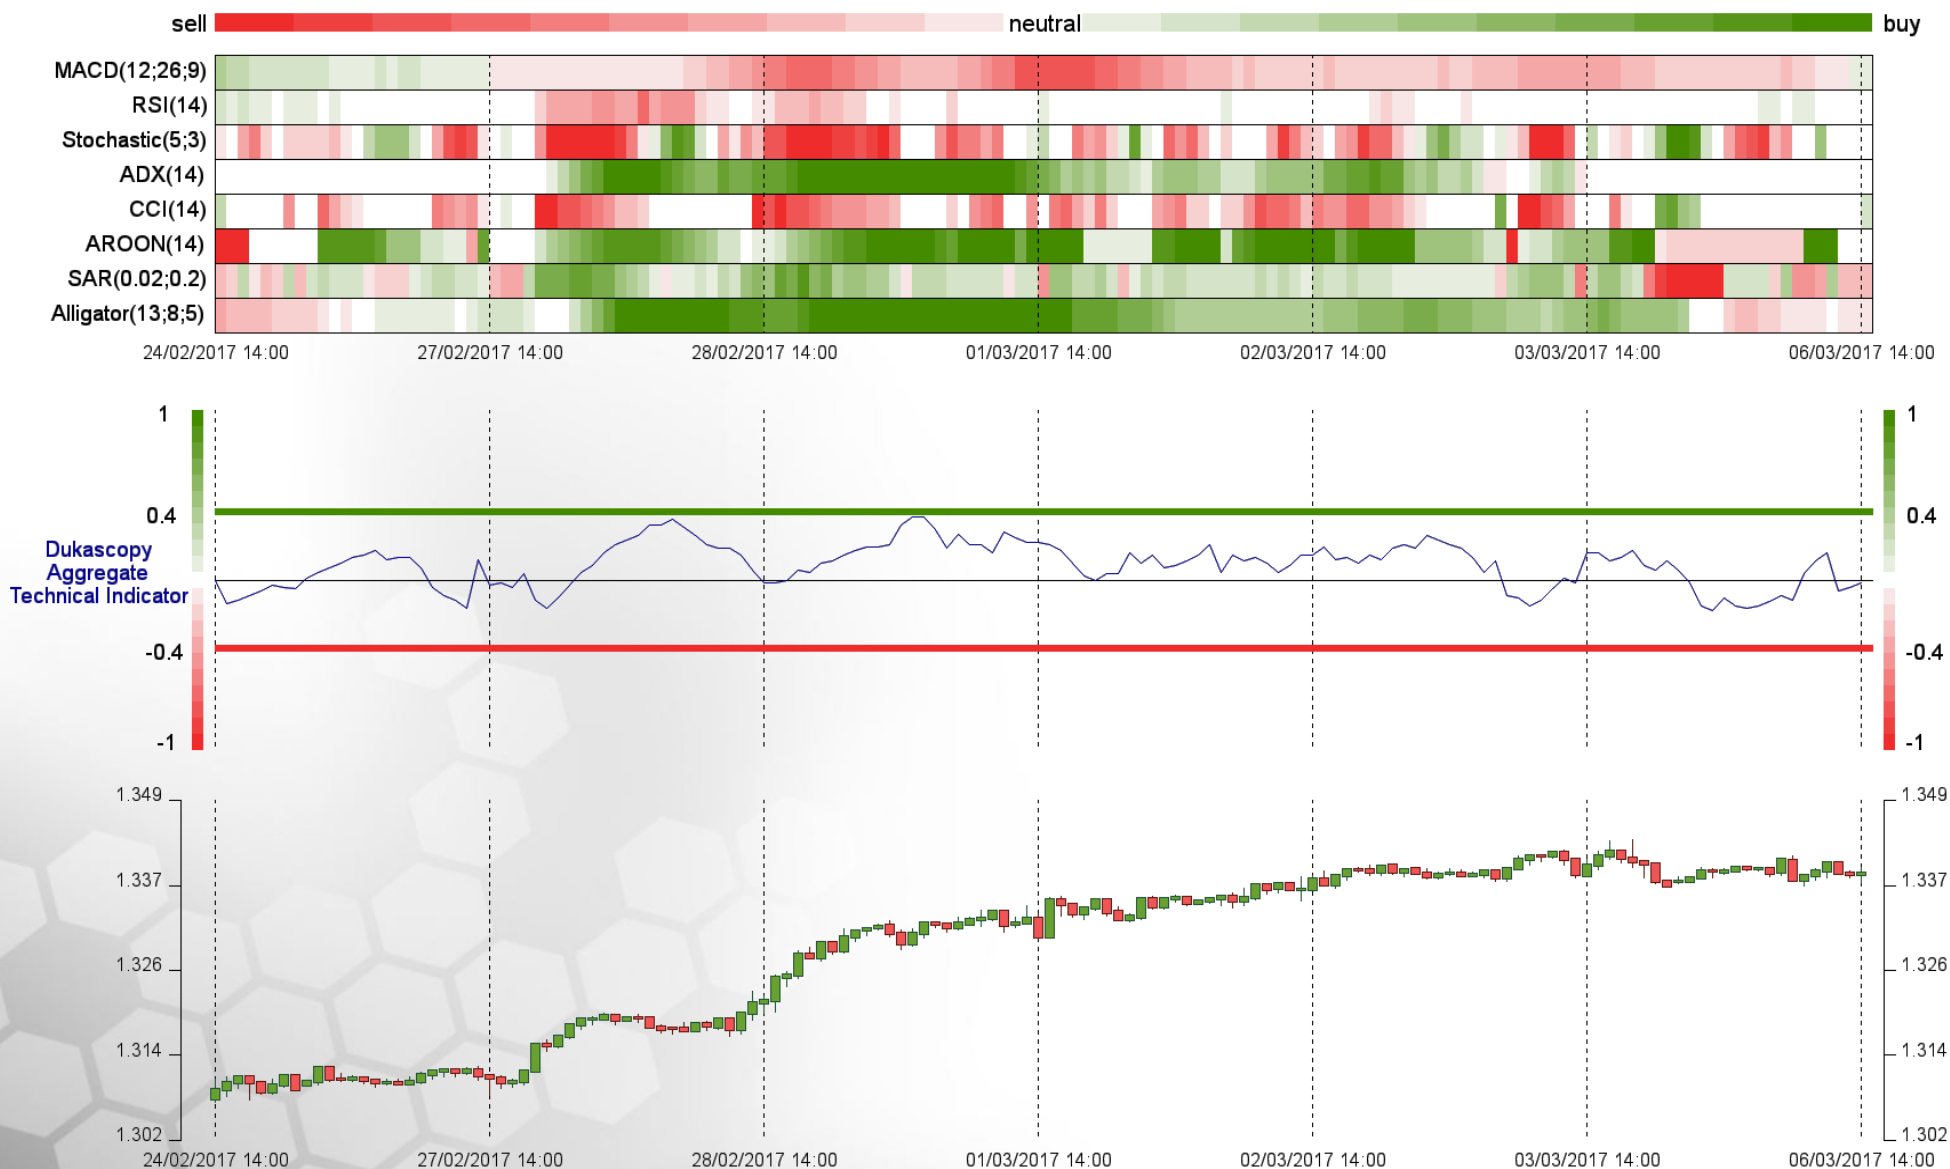 sell neutral buy
MACD(12;26;9)
RSI(14)
Stochastic(5;3)
ADX(14)
CCI(14)
AROON(14)
SAR(0.02;0.2)
Alligator(13;8;5)
24/02/2017 14:00 27/02/2017 14:00 28/02/2017 14:00 01/03/2017 14:00 02/03/2017 14:00 03/03/2017 14:00 06/03/2017 14:00
1 1
0.4 0.4
Dukascopy
Aggregate
Technical Indicator
-0.4 -0.4
-1 -1
1.349 1.349
1.337 1.337
1.326 1.326
1.314 1.314
1.302 1.302
24/02/2017 14:00 27/02/2017 14:00 28/02/2017 14:00 01/03/2017 14:00 02/03/2017 14:00 03/03/2017 14:00 06/03/2017 14:00